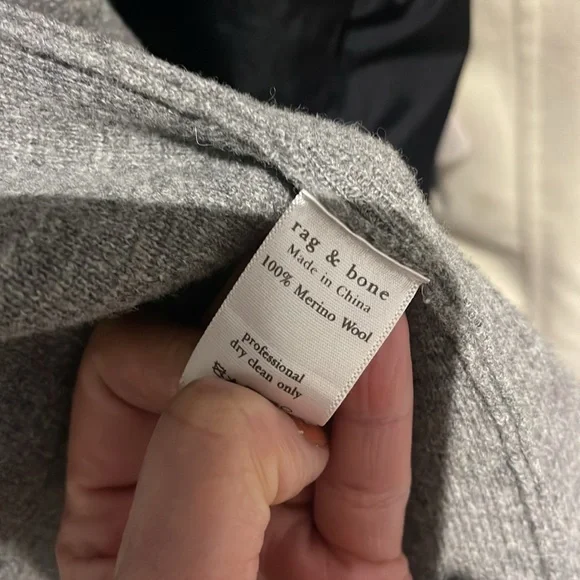 rag & bone
Made in China
100% Merino Wool
professional
dry clean only